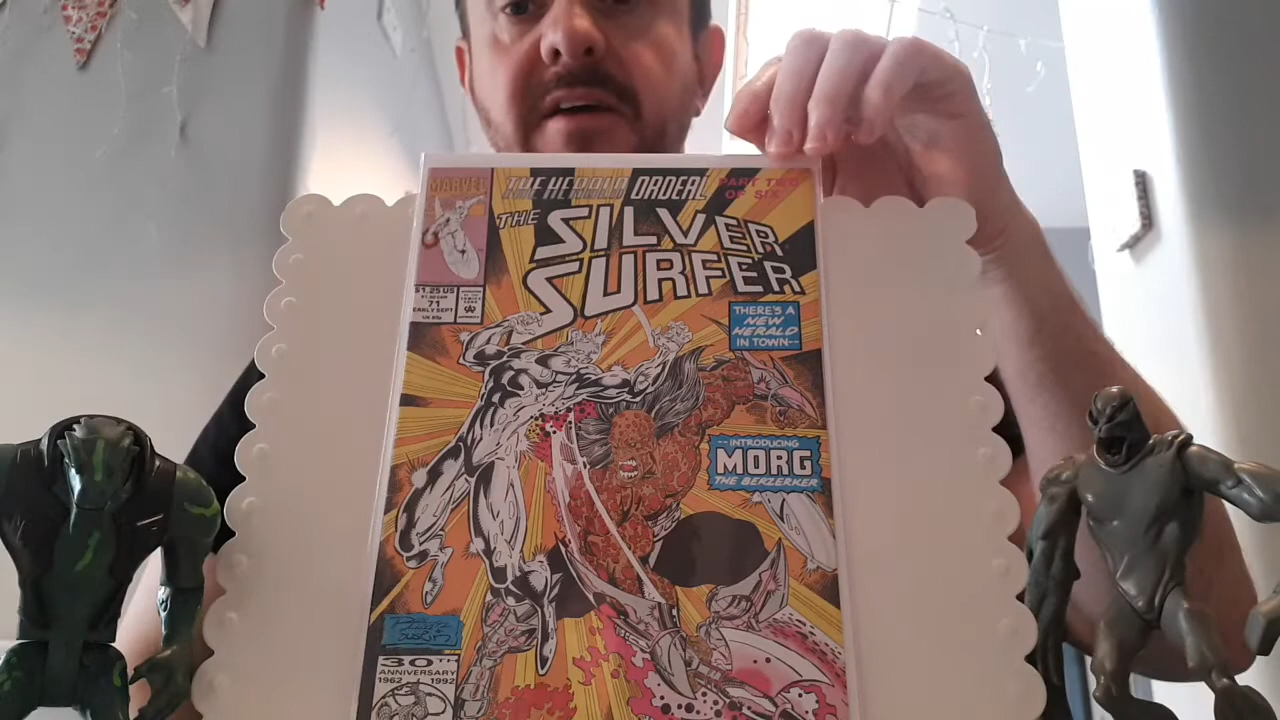 MARVEL
THE HERALD ORDEAL
PART TWO
OF SIX
THE
SILVER
SURFER
$1.25 US
71
EARLY SEPT
THERE'S A
NEW
HERALD
IN TOWN--
--INTRODUCING
MORG
THE BERZERKER
30TH
ANNIVERSARY
1962 1992